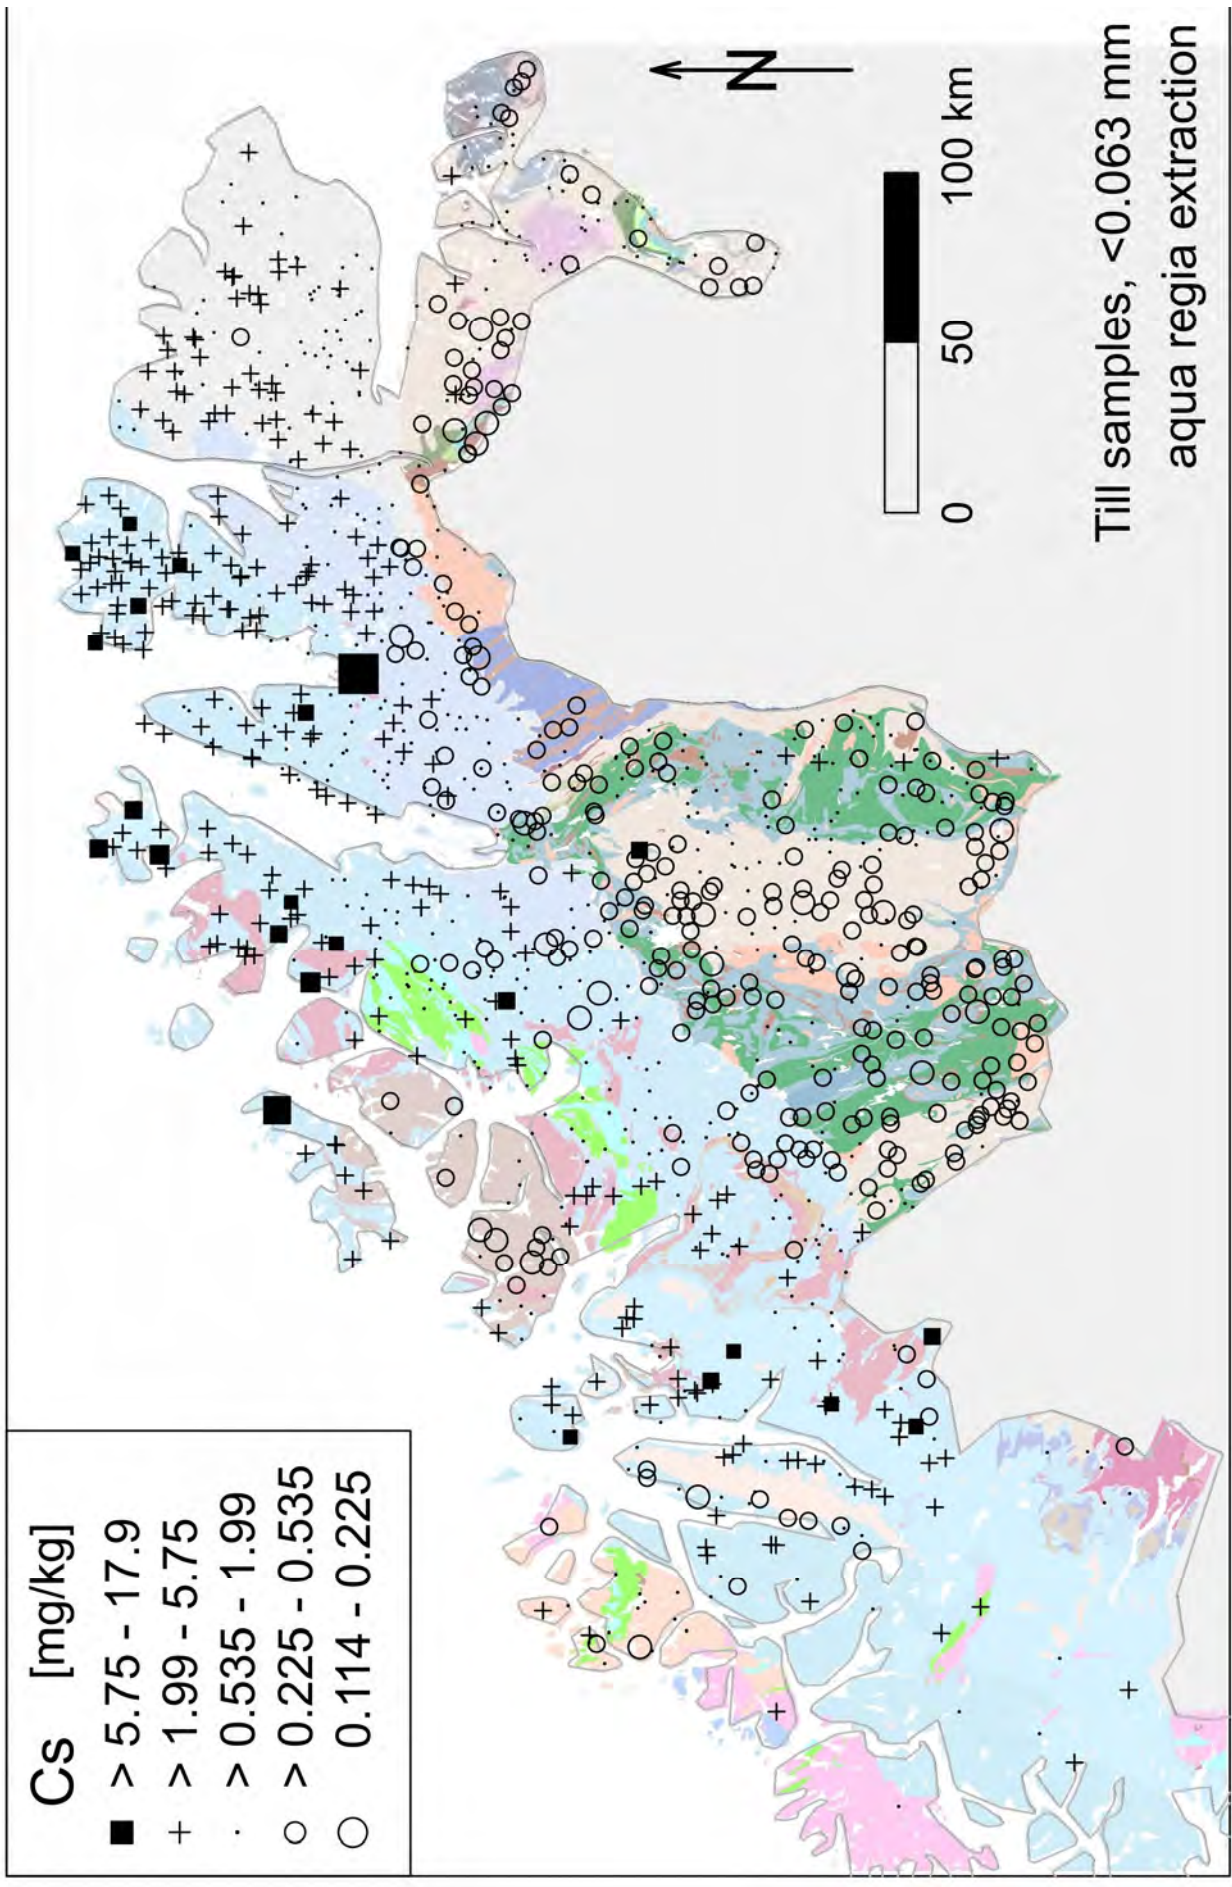 Cs [mg/kg]
> 5.75 - 17.9
> 1.99 - 5.75
> 0.535 - 1.99
> 0.225 - 0.535
0.114 - 0.225
N
0 50 100 km
Till samples, <0.063 mm
aqua regia extraction